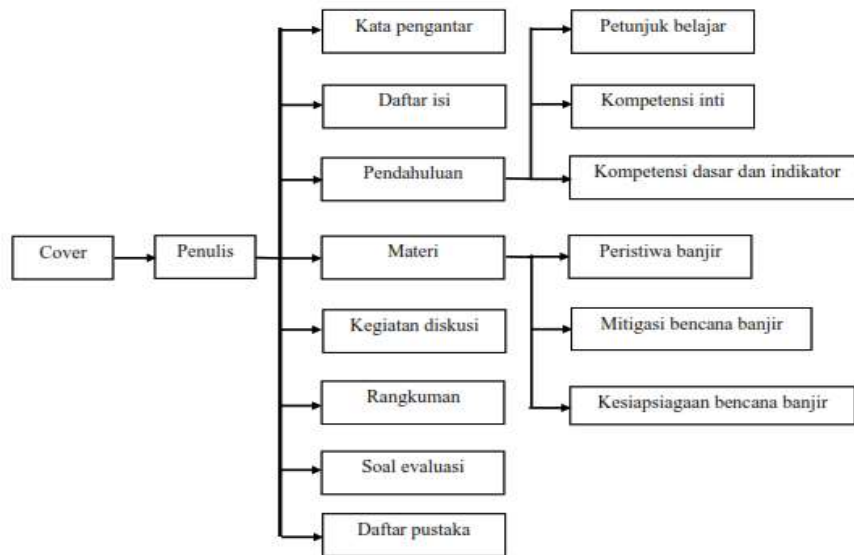 Cover
Penulis
Kata pengantar
Daftar isi
Pendahuluan
Materi
Kegiatan diskusi
Rangkuman
Soal evaluasi
Daftar pustaka
Petunjuk belajar
Kompetensi inti
Kompetensi dasar dan indikator
Peristiwa banjir
Mitigasi bencana banjir
Kesiapsiagaan bencana banjir